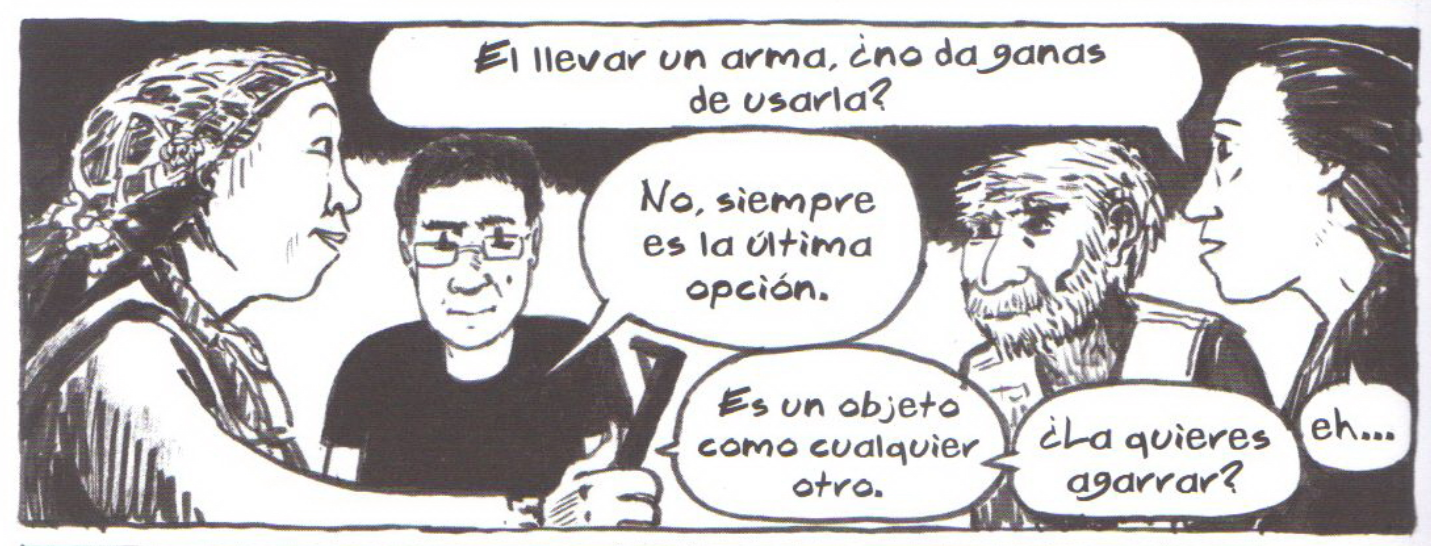 El llevar un arma, ¿no da ganas
de usarla?
No, siempre
es la última
opción.
Es un objeto
como cualquier
otro.
¿La quieres
agarrar?
eh...